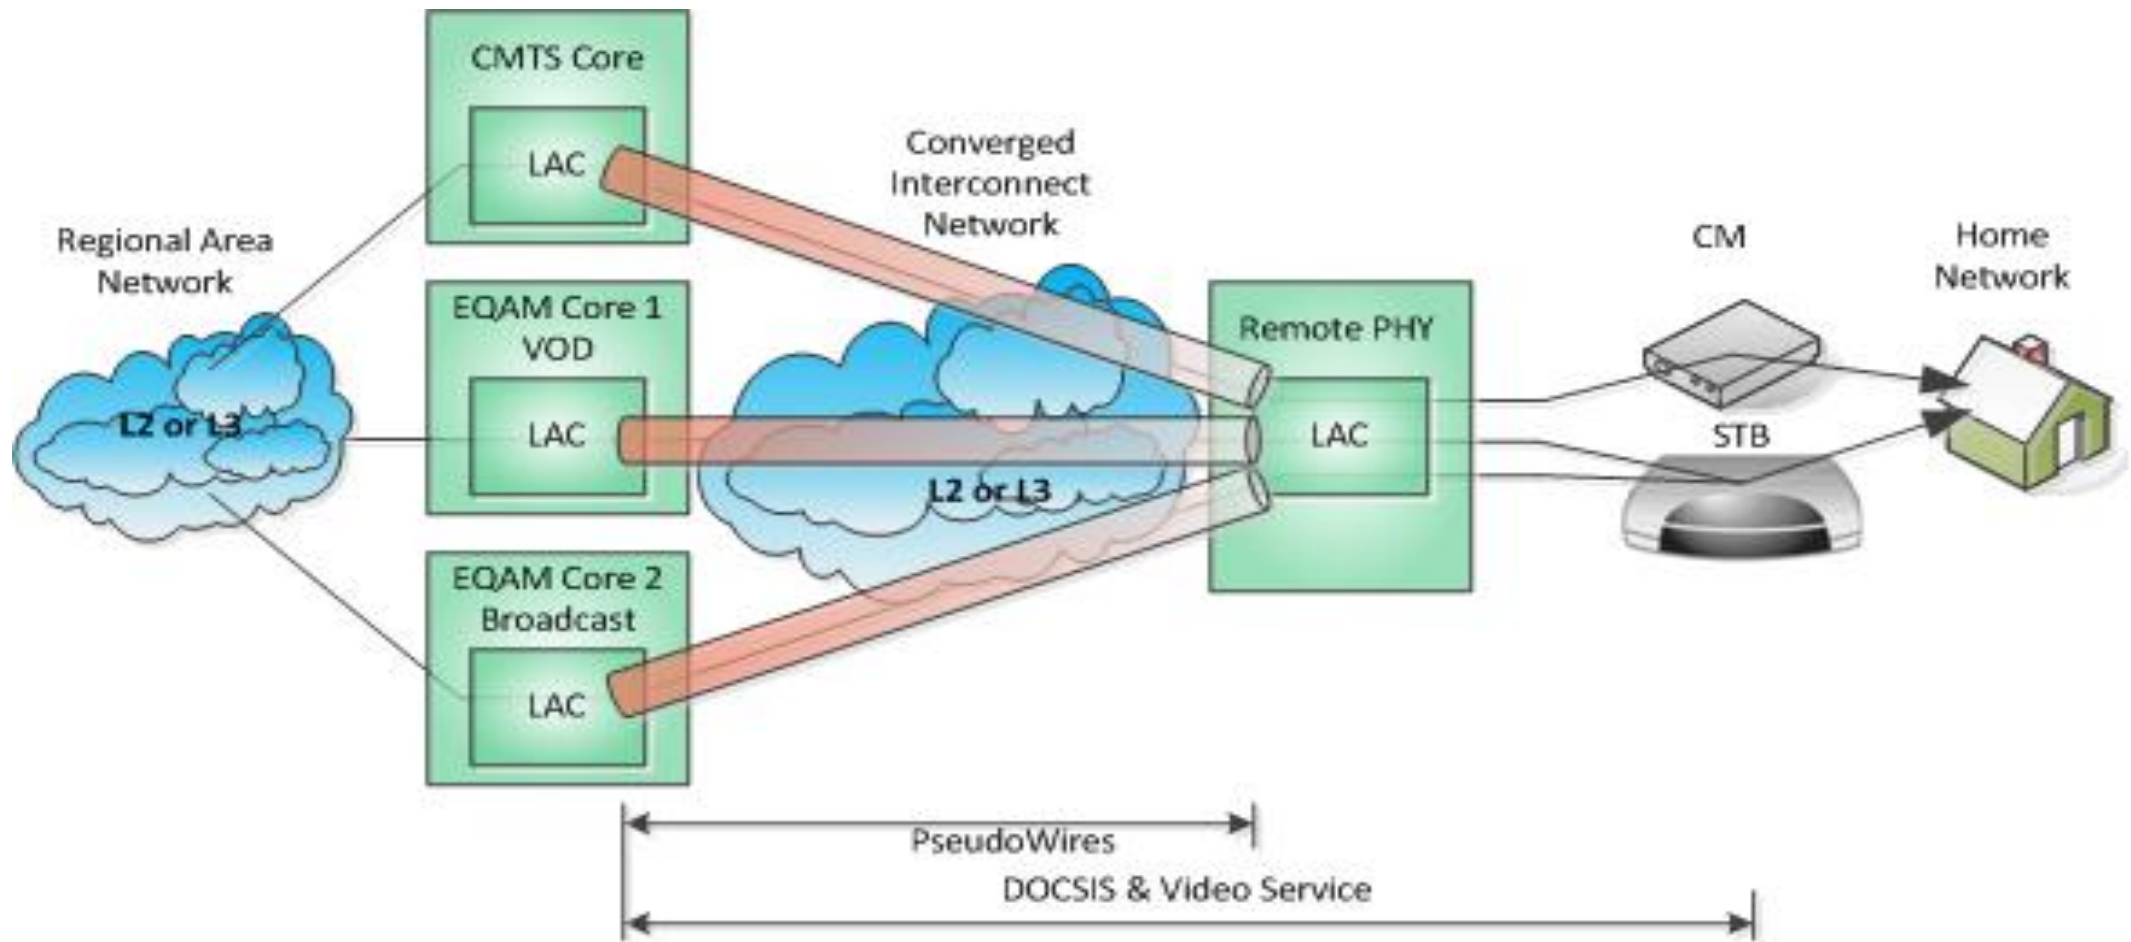 CMTS Core
LAC
Converged
Interconnect
Network
Regional Area
Network
L2 or L3
EQAM Core 1
VOD
LAC
L2 or L3
Remote PHY
LAC
CM
STB
Home
Network
EQAM Core 2
Broadcast
LAC
PseudoWires
DOCSIS & Video Service